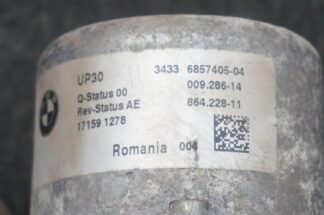 UP30 3433 6857405-04
Q-Status 00 009.286-14
Rev-Status AE 864.228-11
17159 1278
Romania 004